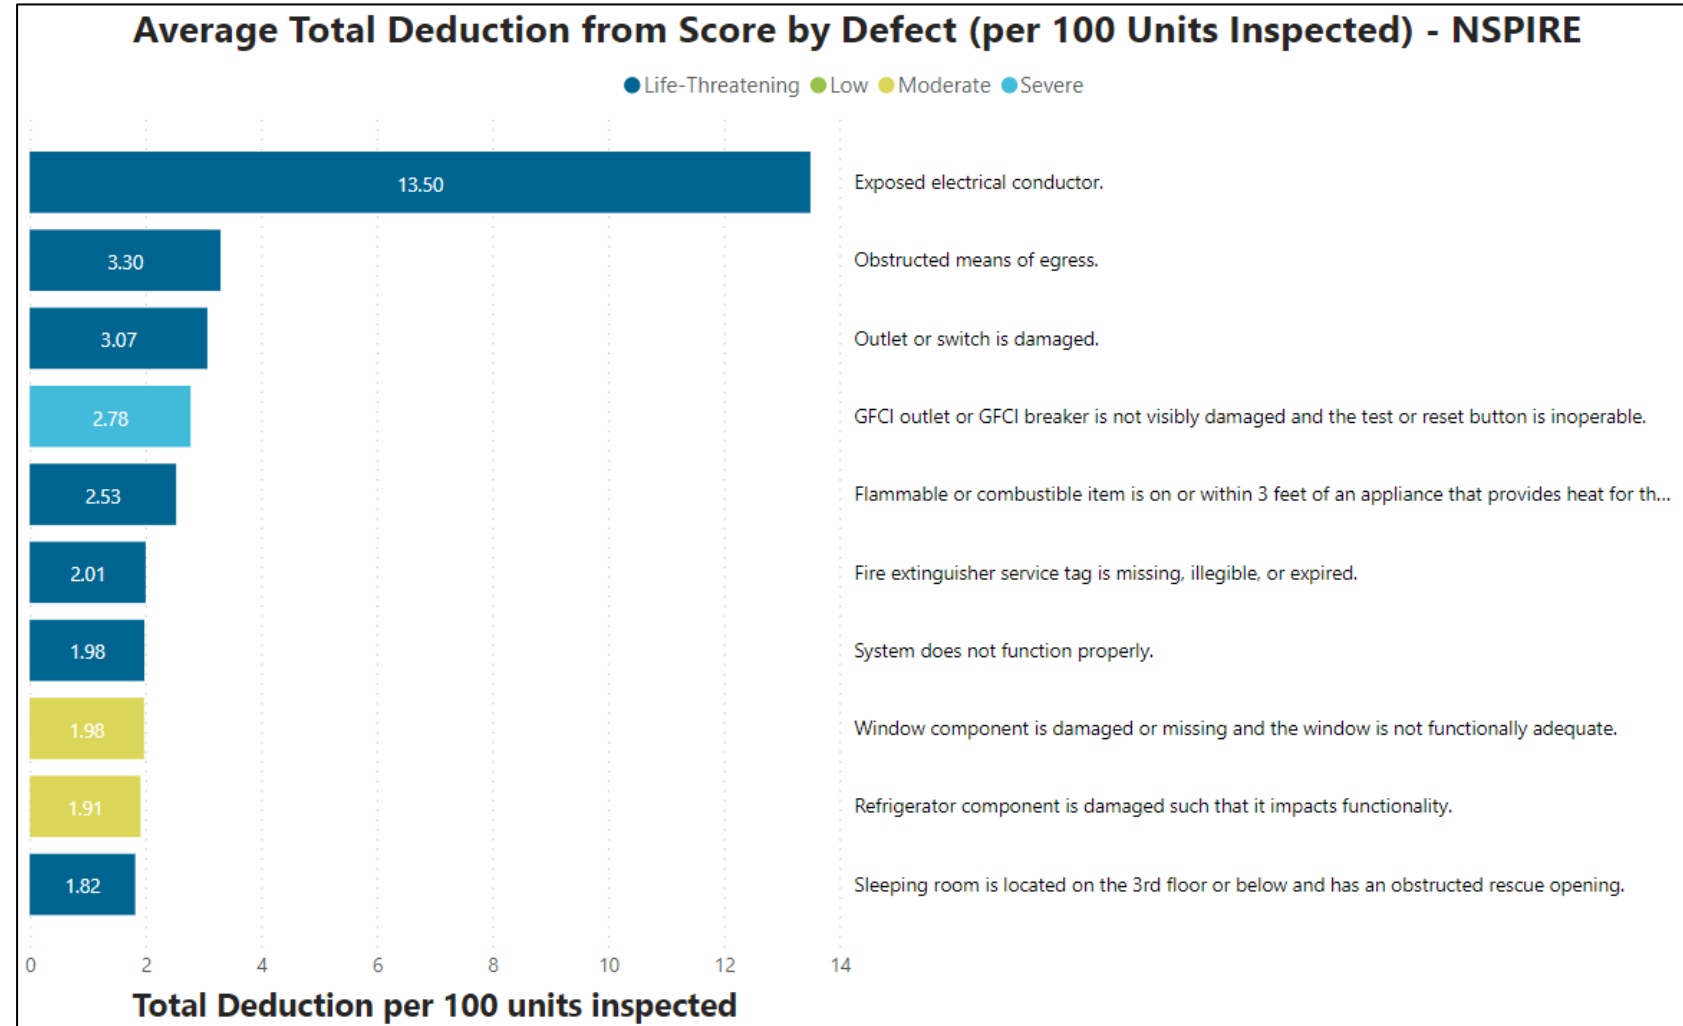 Average Total Deduction from Score by Defect (per 100 Units Inspected) - NSPIRE
Life-Threatening Low Moderate Severe
13.50 Exposed electrical conductor.
3.30 Obstructed means of egress.
3.07 Outlet or switch is damaged.
2.78 GFCI outlet or GFCI breaker is not visibly damaged and the test or reset button is inoperable.
2.53 Flammable or combustible item is on or within 3 feet of an appliance that provides heat for th...
2.01 Fire extinguisher service tag is missing, illegible, or expired.
1.98 System does not function properly.
1.98 Window component is damaged or missing and the window is not functionally adequate.
1.91 Refrigerator component is damaged such that it impacts functionality.
1.82 Sleeping room is located on the 3rd floor or below and has an obstructed rescue opening.
0 2 4 6 8 10 12 14
Total Deduction per 100 units inspected